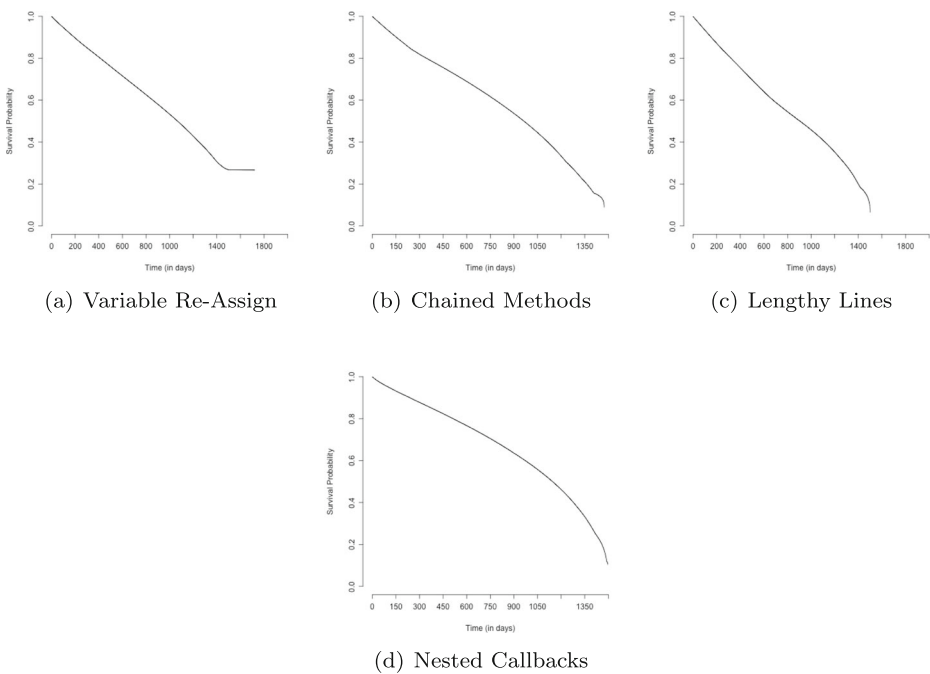 Survival Probability
0.0 0.2 0.4 0.6 0.8 1.0
0 200 400 600 800 1000 1400 1800
Time (in days)
(a) Variable Re-Assign
Survival Probability
0.0 0.2 0.4 0.6 0.8 1.0
0 150 300 450 600 750 900 1050 1350
Time (in days)
(b) Chained Methods
Survival Probability
0.0 0.2 0.4 0.6 0.8 1.0
0 200 400 600 800 1000 1400 1800
Time (in days)
(c) Lengthy Lines
Survival Probability
0.0 0.2 0.4 0.6 0.8 1.0
0 150 300 450 600 750 900 1050 1350
Time (in days)
(d) Nested Callbacks